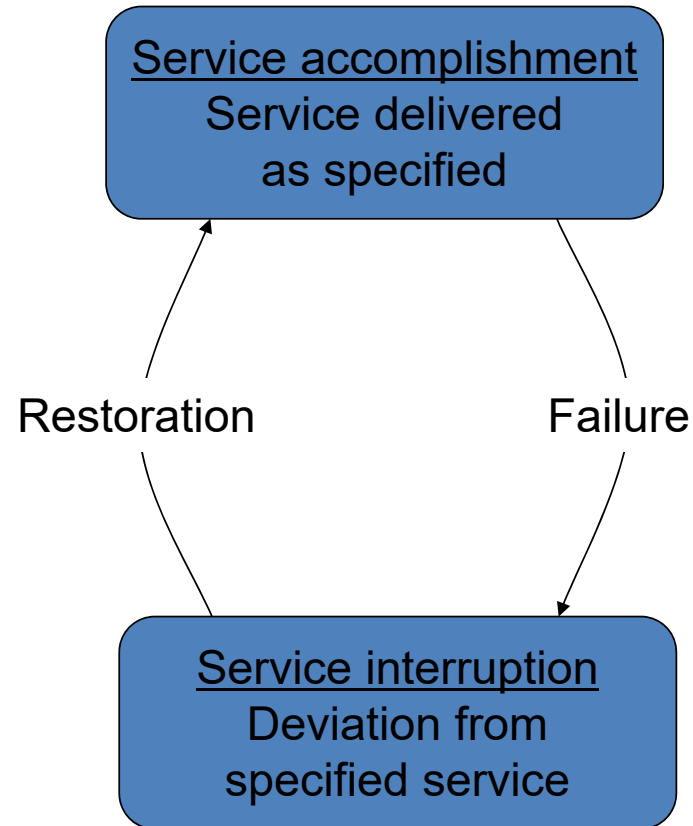 Service accomplishment
Service delivered
as specified
Restoration
Failure
Service interruption
Deviation from
specified service